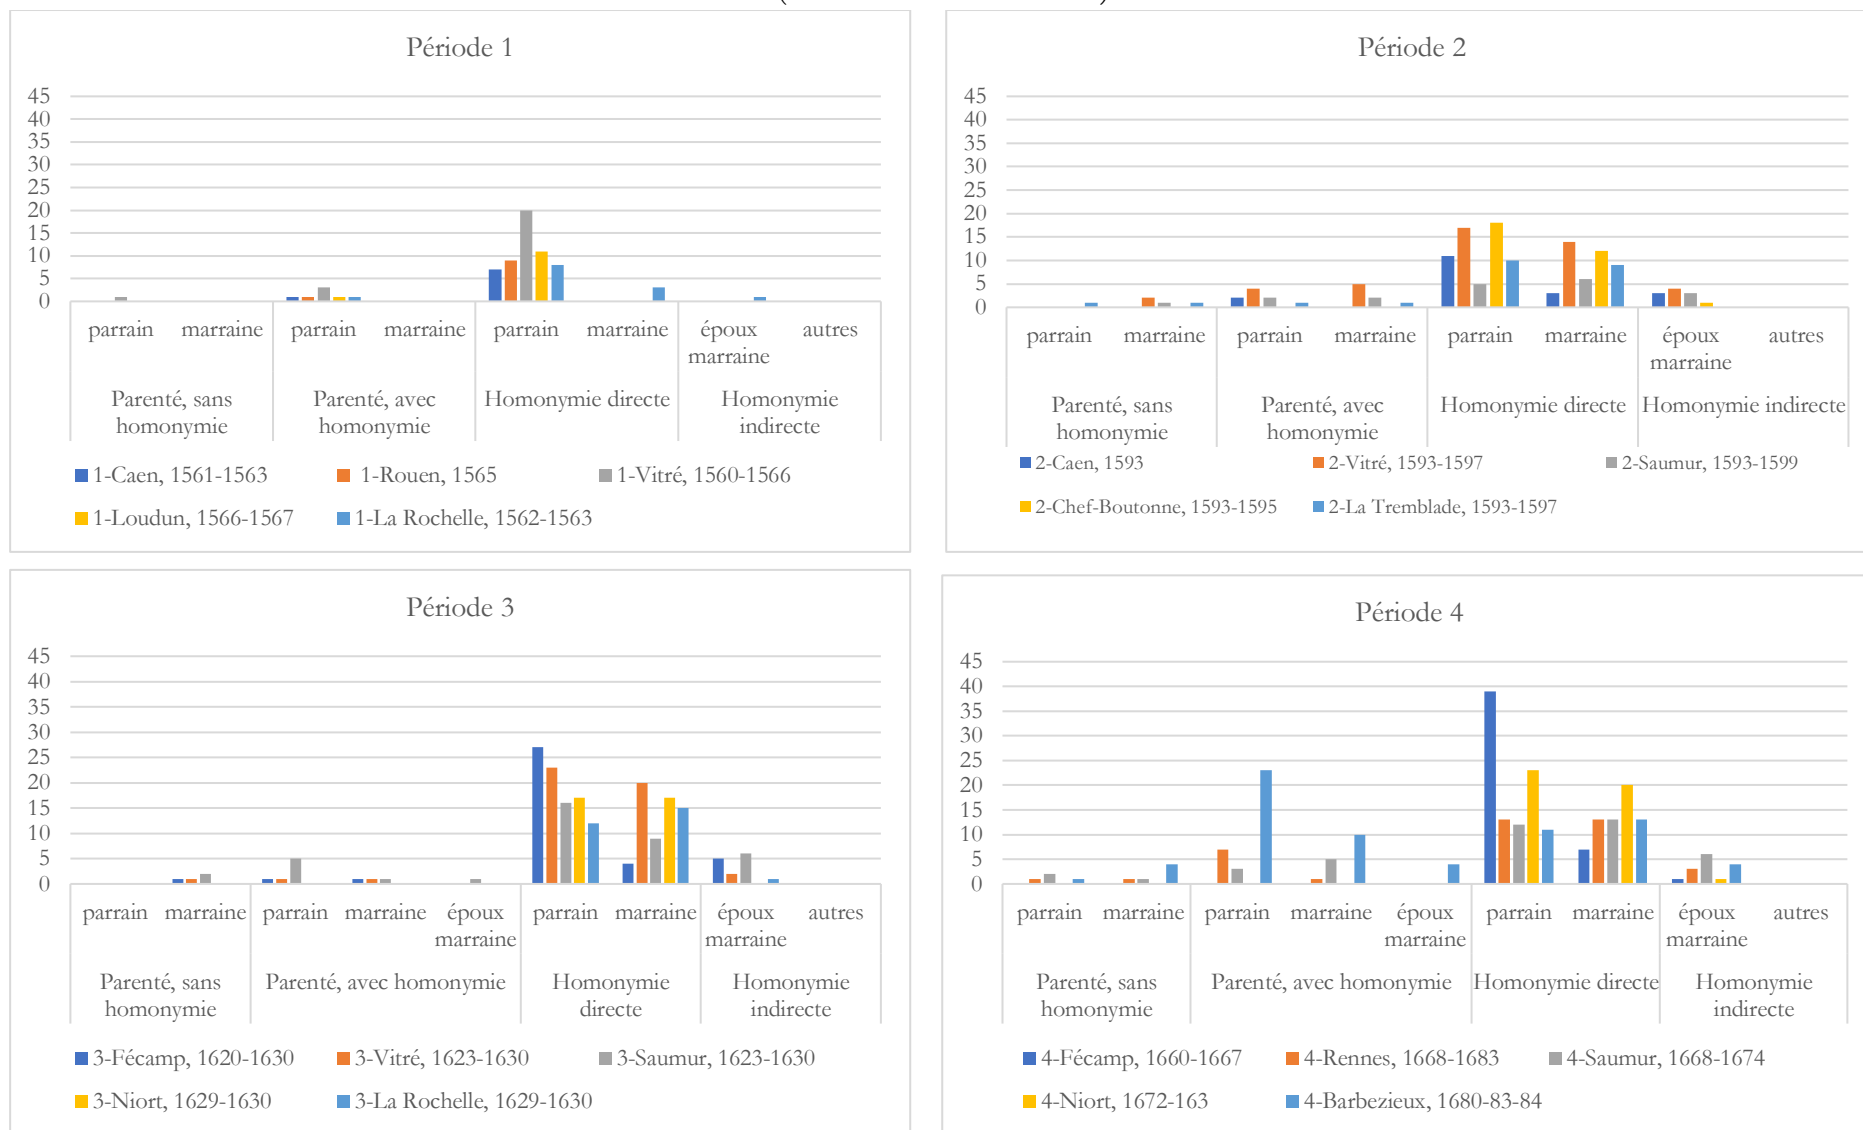 Période 1
45
40
35
30
25
20
15
10
5
0
parrain marraine parrain marraine parrain marraine époux autres
marraine
Parenté, sans Parenté, avec Homonymie directe Homonymie
homonymie homonymie indirecte
1-Caen, 1561-1563 1-Rouen, 1565 1-Vitré, 1560-1566
1-Loudun, 1566-1567 1-La Rochelle, 1562-1563
Période 2
45
40
35
30
25
20
15
10
5
0
parrain marraine parrain marraine parrain marraine époux autres
marraine
Parenté, sans Parenté, avec Homonymie directe Homonymie indirecte
homonymie homonymie
2-Caen, 1593 2-Vitré, 1593-1597 2-Saumur, 1593-1599
2-Chef-Boutonne, 1593-1595 2-La Tremblade, 1593-1597
Période 3
45
40
35
30
25
20
15
10
5
0
parrain marraine parrain marraine époux parrain marraine époux autres
marraine marraine
Parenté, sans Parenté, avec homonymie Homonymie Homonymie
homonymie directe indirecte
3-Fécamp, 1620-1630 3-Vitré, 1623-1630 3-Saumur, 1623-1630
3-Niort, 1629-1630 3-La Rochelle, 1629-1630
Période 4
45
40
35
30
25
20
15
10
5
0
parrain marraine parrain marraine époux parrain marraine époux autres
marraine marraine
Parenté, sans Parenté, avec homonymie Homonymie directe Homonymie
homonymie indirecte
4-Fécamp, 1660-1667 4-Rennes, 1668-1683 4-Saumur, 1668-1674
4-Niort, 1672-163 4-Barbezieux, 1680-83-84